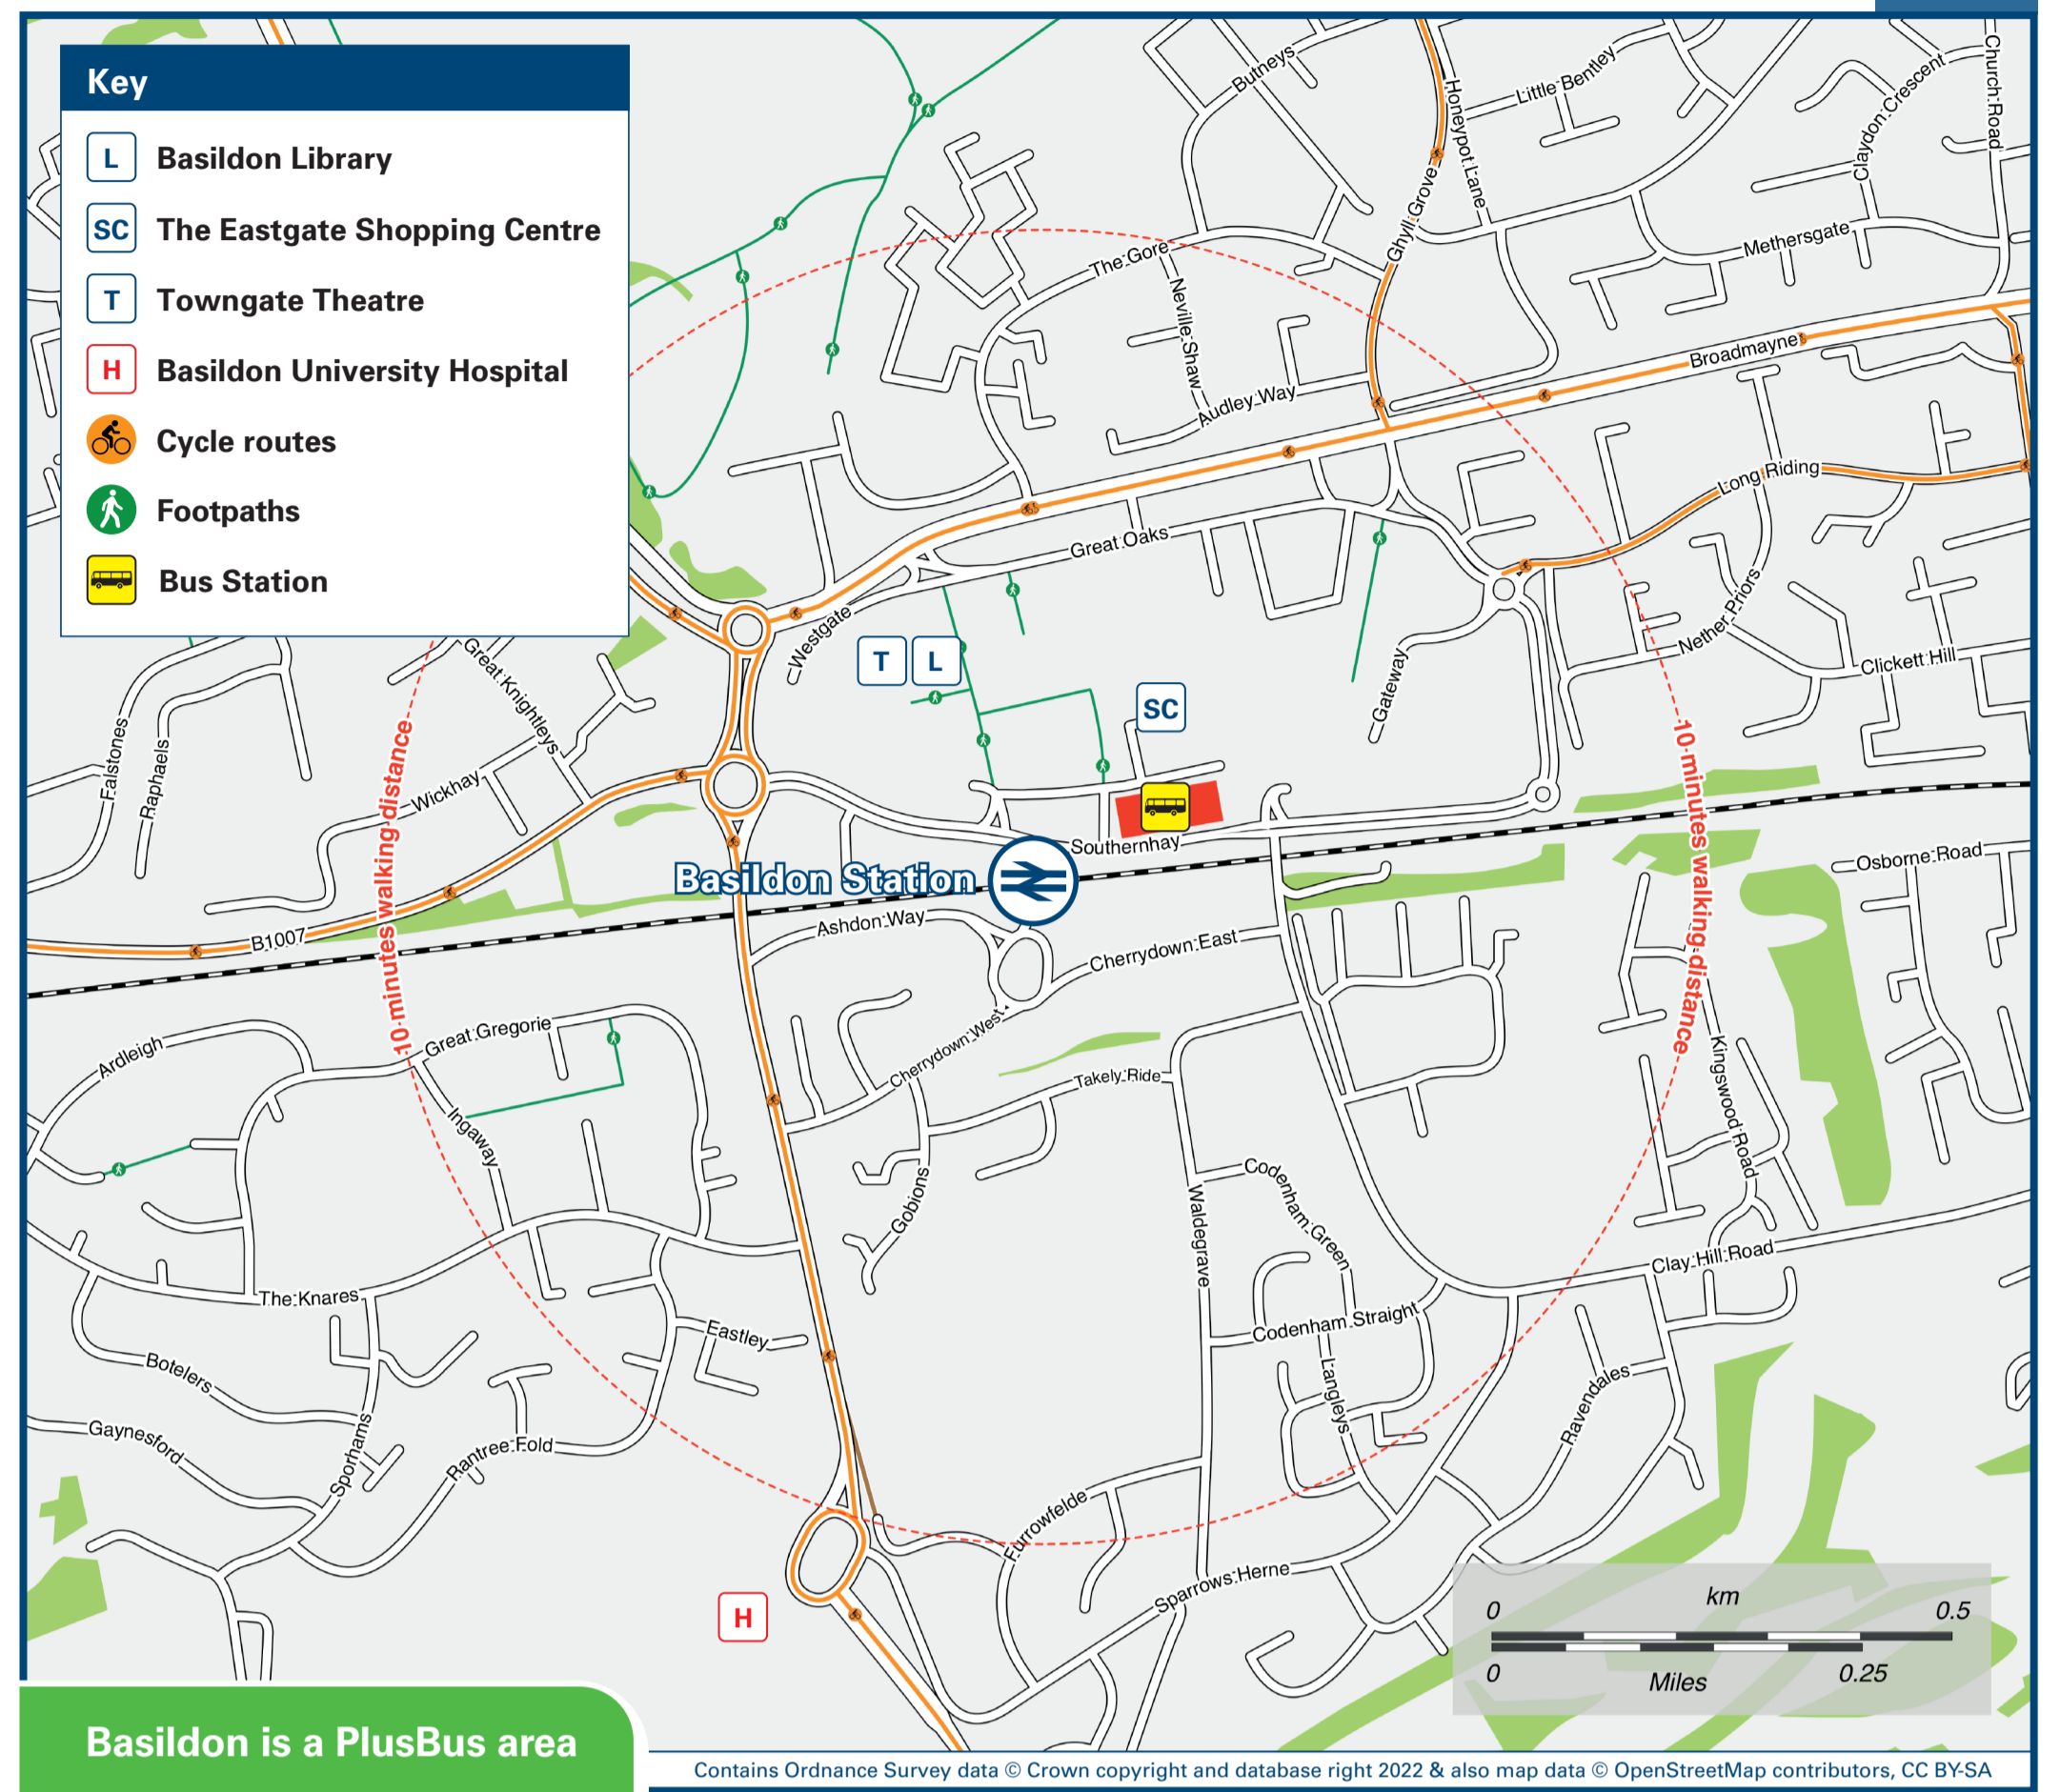 Key
L Basildon Library
SC The Eastgate Shopping Centre
T Towngate Theatre
H Basildon University Hospital
Cycle routes
Footpaths
Bus Station
Butneys
Honeypot Lane
Little Bentley
Claydon Crescent
Church Road
Ghyll Grove
Methersgate
The Gore
Neville Shaw
Audley Way
Broadmayne
Long Riding
Great Oaks
Westgate
T L
SC
Gateway
Nether Priors
Clickett Hill
Great Knightleys
Falstones
Raphaels
Wickhay
10 minutes walking distance
10 minutes walking distance
Southernhay
Basildon Station
Osborne Road
B1007
Ashdon Way
Cherrydown East
Cherrydown West
Great Gregorie
Ardleigh
Ingaway
Takely Ride
Kingswood Road
Gobions
Waldegrave
Codenham Green
Clay Hill Road
The Knares
Codenham Straight
Eastley
Botelers
Langleys
Ravendales
Gaynesford
Sporhams
Rantree Fold
Furrowfelde
Sparrows Herne
H
km
0 0.5
0 0.25
Miles
Basildon is a PlusBus area
Contains Ordnance Survey data © Crown copyright and database right 2022 & also map data © OpenStreetMap contributors, CC BY-SA